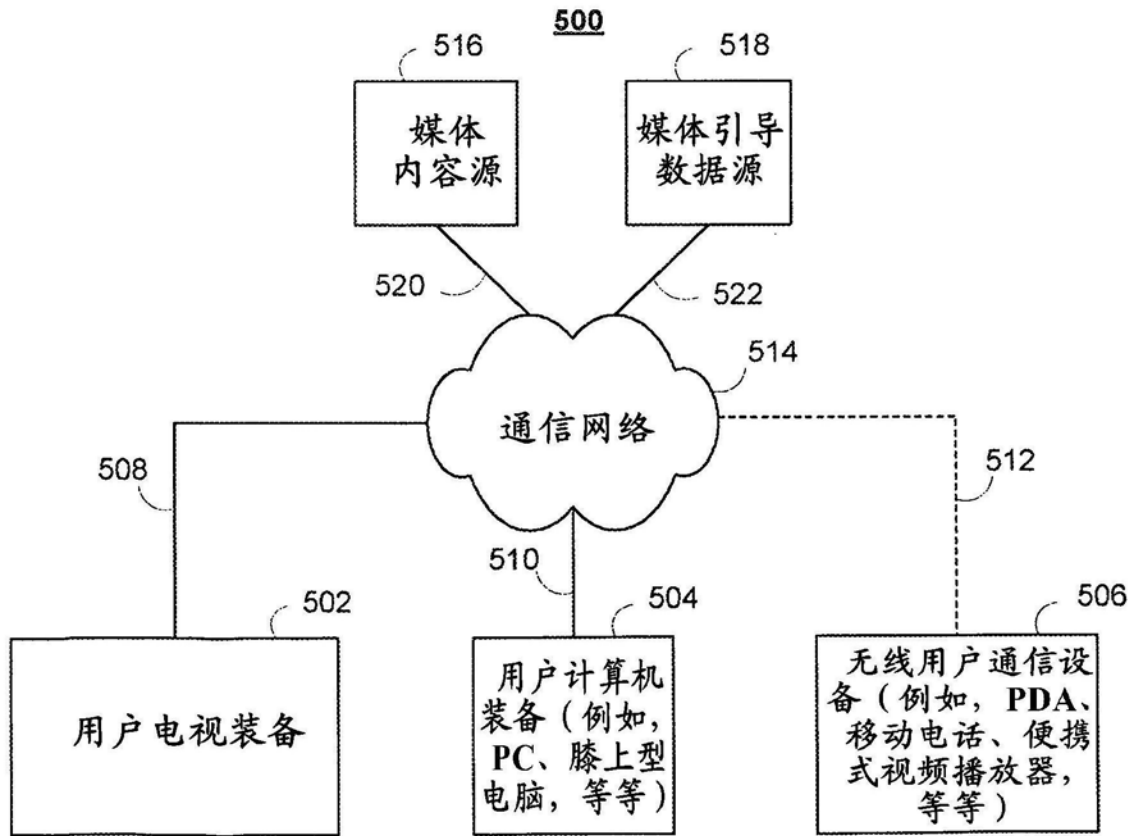 500
516
518
媒体
内容源
媒体引导
数据源
520
522
514
通信网络
508
512
510
502
504
506
用户电视装备
用户计算机
装备（例如，
PC、膝上型
电脑，等等）
无线用户通信设
备（例如，PDA、
移动电话、便携
式视频播放器，
等等）